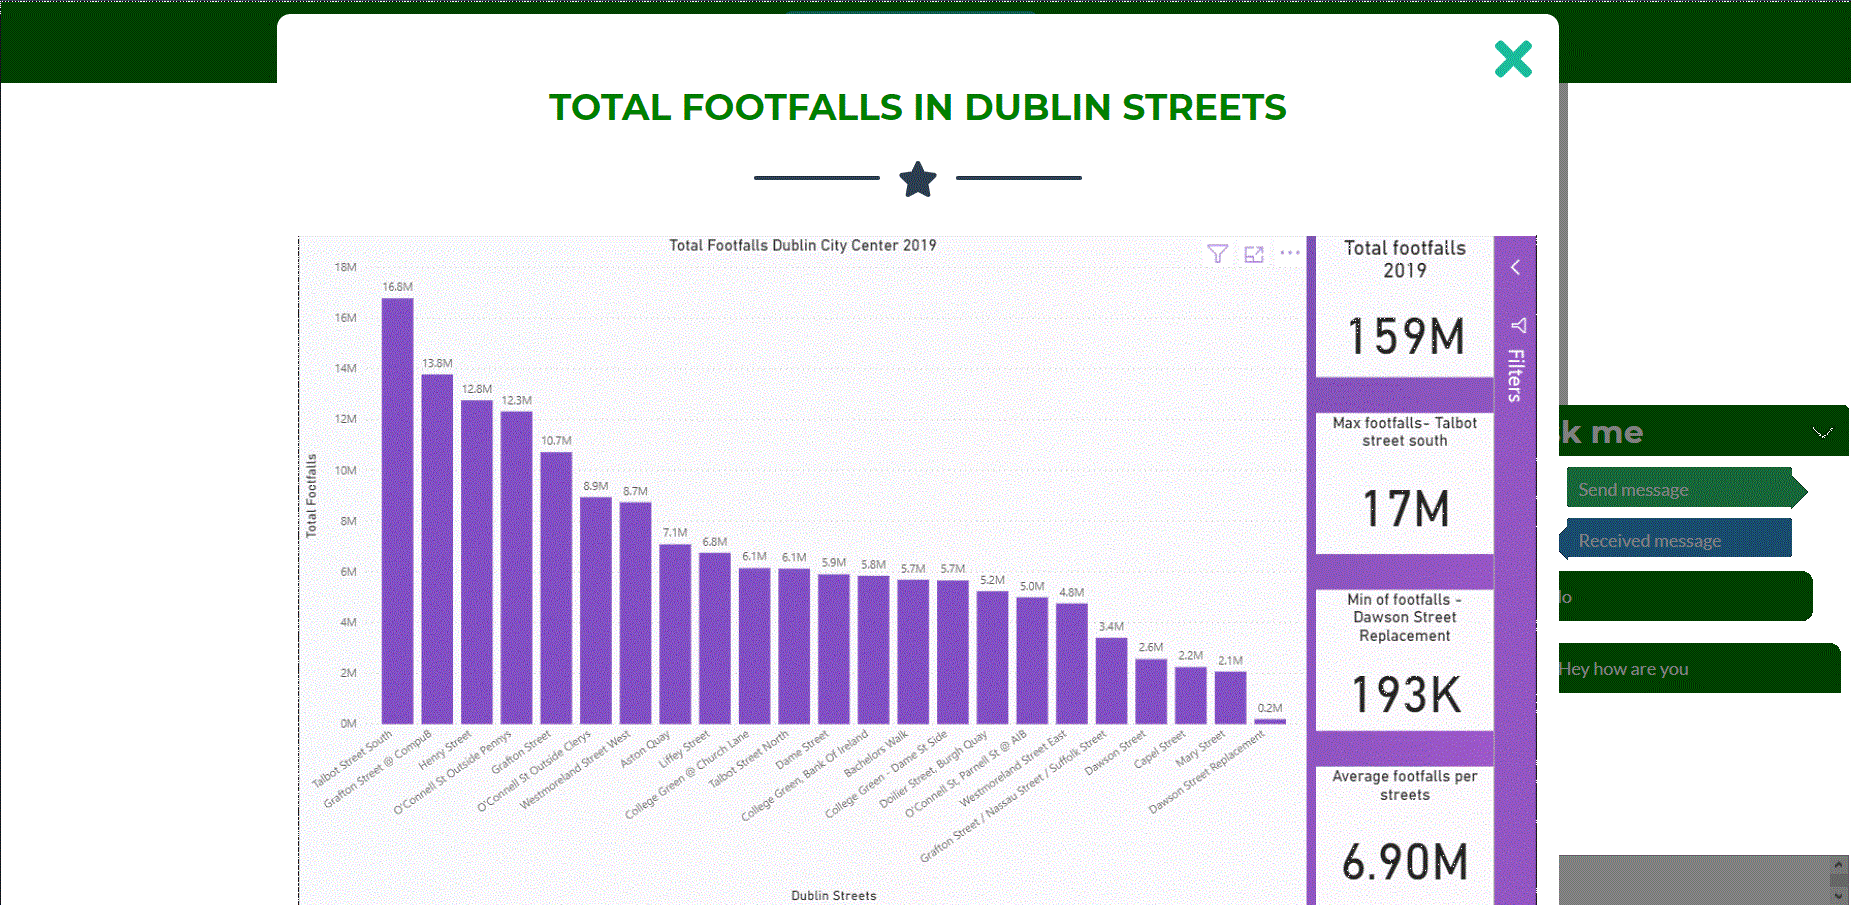 TOTAL FOOTFALLS IN DUBLIN STREETS
Total Footfalls Dublin City Center 2019
18M
16M
14M
12M
10M
8M
6M
4M
2M
0M
Total Footfalls
16.8M
13.8M
12.8M
12.3M
10.7M
8.9M
8.7M
7.1M
6.8M
6.1M
6.1M
5.9M
5.8M
5.7M
5.7M
5.2M
5.0M
4.8M
3.4M
2.6M
2.2M
2.1M
0.2M
Talbot Street South
Grafton Street @ CompuB
Henry Street
O'Connell St Outside Pennys
Grafton Street
O'Connell St Outside Clerys
Westmoreland Street West
Aston Quay
Liffey Street
College Green @ Church Lane
Talbot Street North
Dame Street
College Green, Bank Of Ireland
Bachelors Walk
College Green - Dame St Side
Dolier Street, Burgh Quay
O'Connell St, Parnell St @ AIB
Westmoreland Street East
Grafton Street / Nassau Street / Suffolk Street
Dawson Street
Capel Street
Mary Street
Dawson Street Replacement
Dublin Streets
Total footfalls
2019
159M
Max footfalls- Talbot
street south
17M
Min of footfalls -
Dawson Street
Replacement
193K
Average footfalls per
streets
6.90M
Filters
sk me
Send message
Received message
lo
Hey how are you